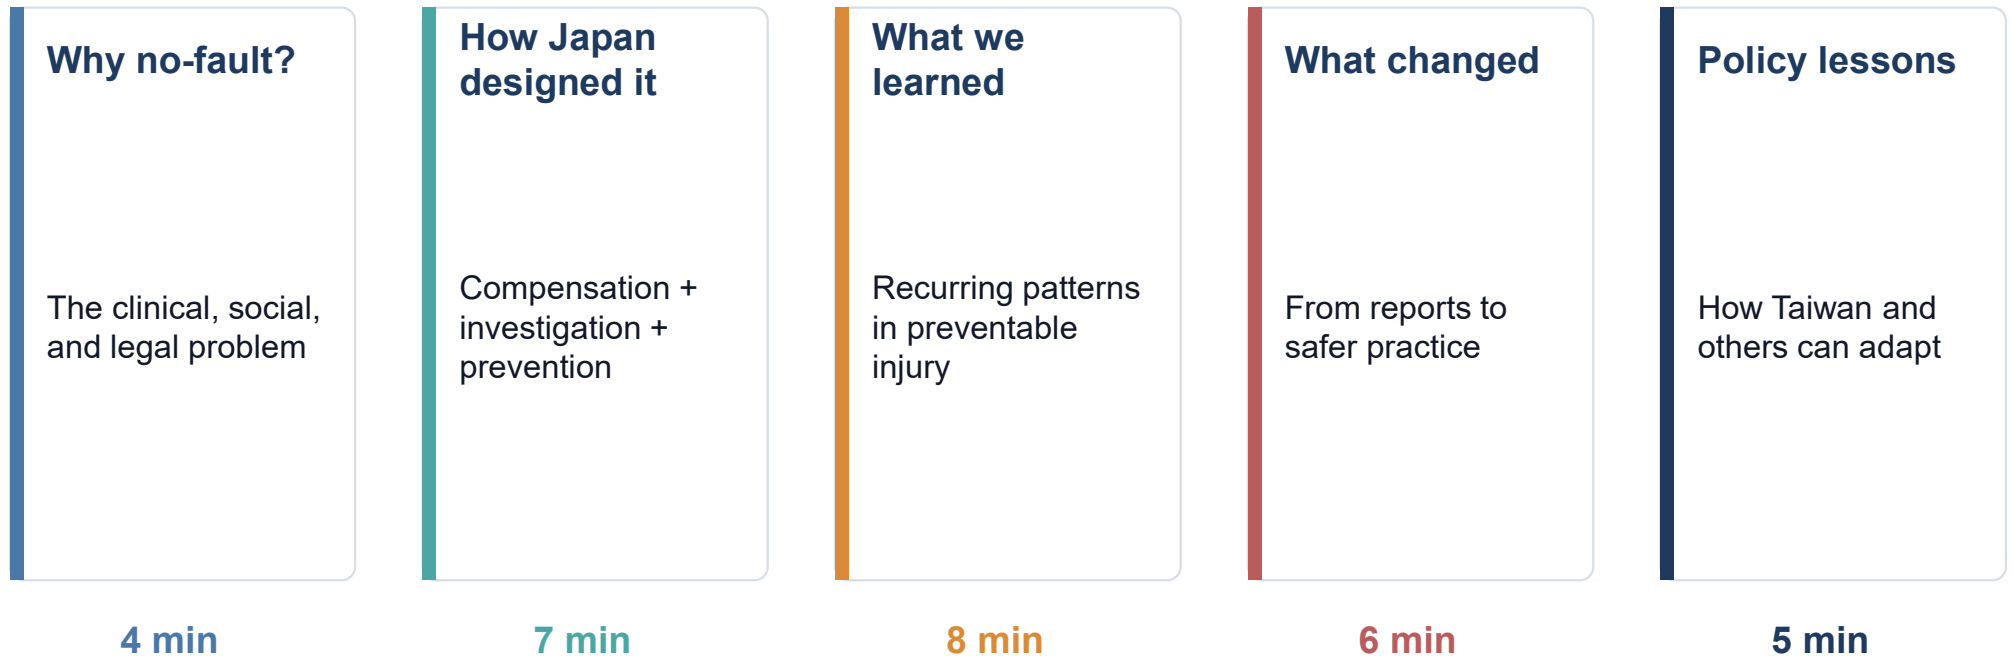 Why no-fault?
The clinical, social,
and legal problem
4 min
How Japan
designed it
Compensation +
investigation +
prevention
7 min
What we
learned
Recurring patterns
in preventable
injury
8 min
What changed
From reports to
safer practice
6 min
Policy lessons
How Taiwan and
others can adapt
5 min